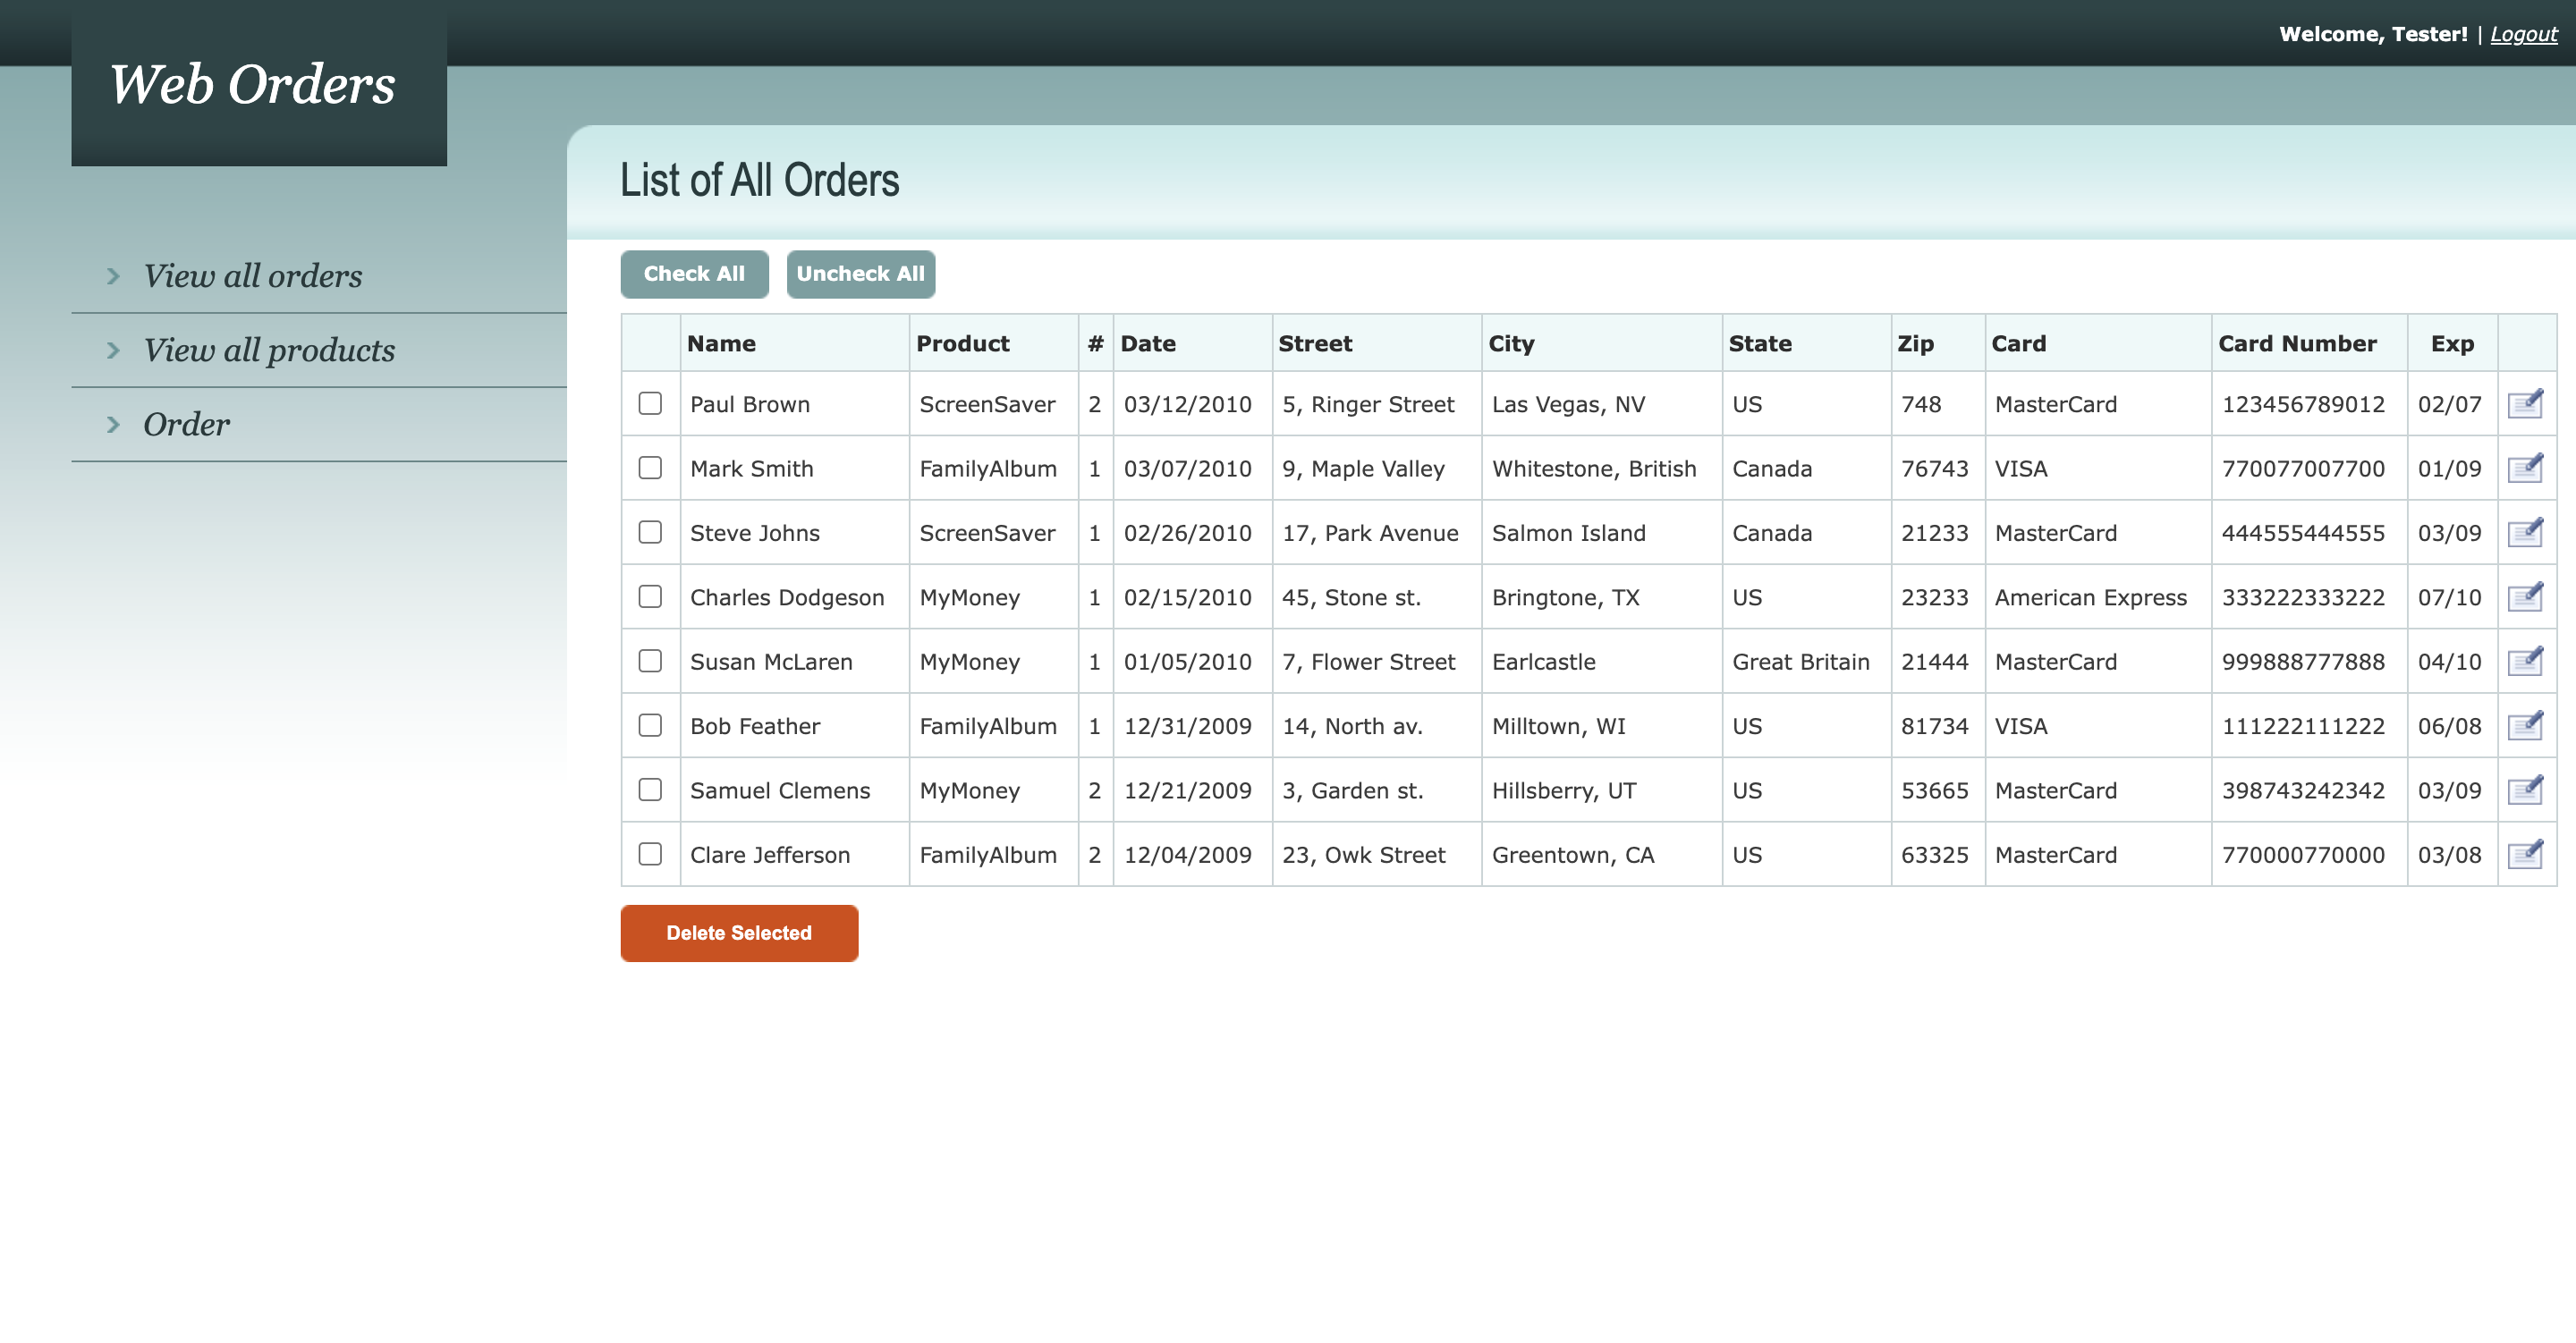 Welcome, Tester! | Logout
Web Orders
List of All Orders
View all orders
View all products
Order
Check All Uncheck All
Name Product # Date Street City State Zip Card Card Number Exp
Paul Brown ScreenSaver 2 03/12/2010 5, Ringer Street Las Vegas, NV US 748 MasterCard 123456789012 02/07
Mark Smith FamilyAlbum 1 03/07/2010 9, Maple Valley Whitestone, British Canada 76743 VISA 770077007700 01/09
Steve Johns ScreenSaver 1 02/26/2010 17, Park Avenue Salmon Island Canada 21233 MasterCard 444555444555 03/09
Charles Dodgeson MyMoney 1 02/15/2010 45, Stone st. Bringtone, TX US 23233 American Express 333222333222 07/10
Susan McLaren MyMoney 1 01/05/2010 7, Flower Street Earlcastle Great Britain 21444 MasterCard 999888777888 04/10
Bob Feather FamilyAlbum 1 12/31/2009 14, North av. Milltown, WI US 81734 VISA 111222111222 06/08
Samuel Clemens MyMoney 2 12/21/2009 3, Garden st. Hillsberry, UT US 53665 MasterCard 398743242342 03/09
Clare Jefferson FamilyAlbum 2 12/04/2009 23, Owk Street Greentown, CA US 63325 MasterCard 770000770000 03/08
Delete Selected